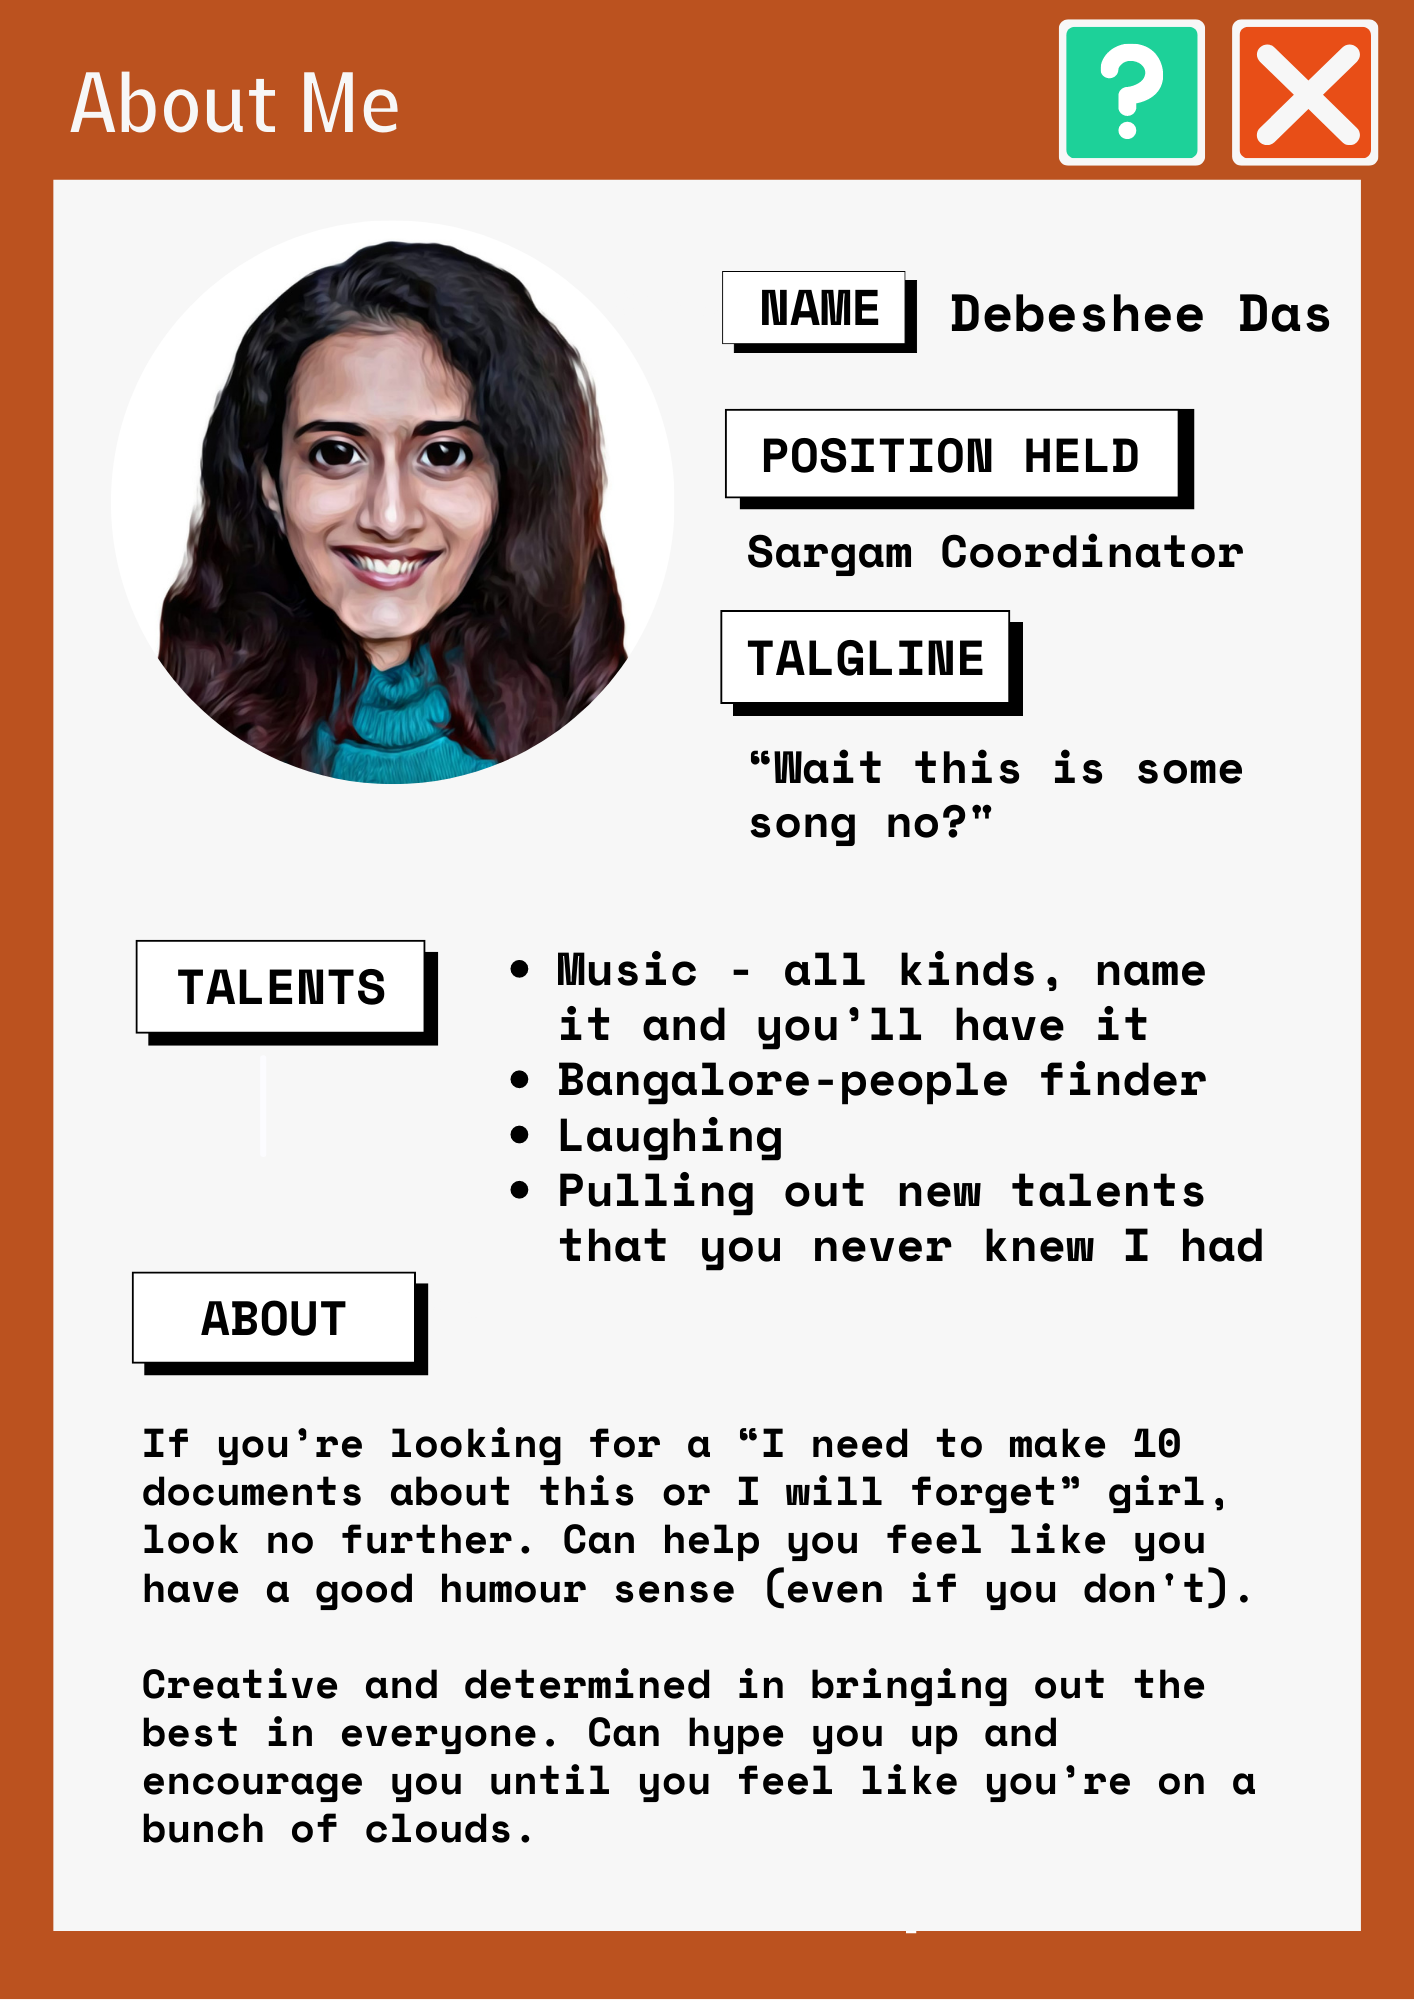 About Me
NAME
Debeshee Das
POSITION HELD
Sargam Coordinator
TALGLINE
“Wait this is some
song no?”
TALENTS
• Music - all kinds, name
it and you’ll have it
• Bangalore-people finder
• Laughing
• Pulling out new talents
that you never knew I had
ABOUT
If you’re looking for a “I need to make 10
documents about this or I will forget” girl,
look no further. Can help you feel like you
have a good humour sense (even if you don't).
Creative and determined in bringing out the
best in everyone. Can hype you up and
encourage you until you feel like you’re on a
bunch of clouds.